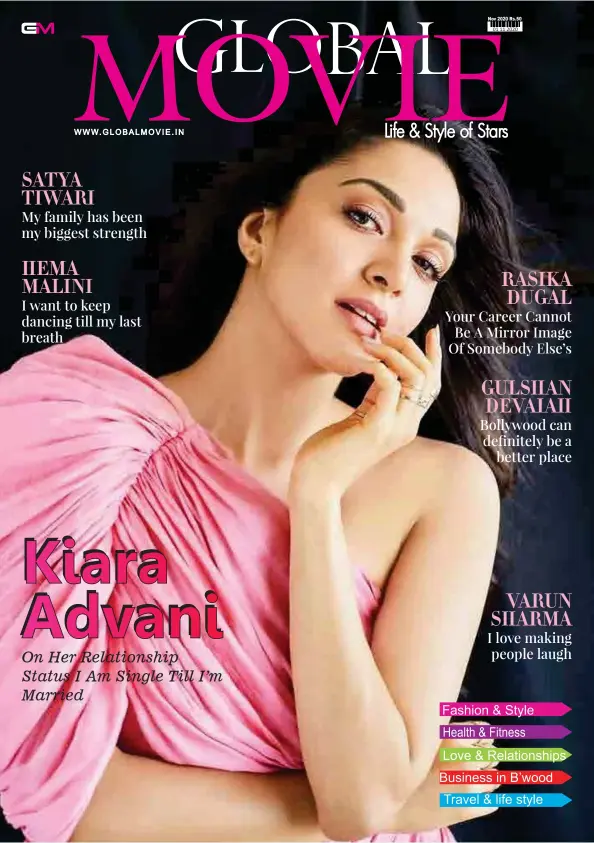 GM
Nov 2020 Rs.50
GLOBAL
MOVIE
WWW.GLOBALMOVIE.IN
Life & Style of Stars
SATYA
TIWARI
My family has been
my biggest strength
HEMA
MALINI
I want to keep
dancing till my last
breath
RASIKA
DUGAL
Your Career Cannot
Be A Mirror Image
Of Somebody Else's
GULSHAN
DEVAIAH
Bollywood can
definitely be a
better place
Kiara
Advani
On Her Relationship
Status I Am Single Till I'm
Married
VARUN
SHARMA
I love making
people laugh
Fashion & Style
Health & Fitness
Love & Relationships
Business in B'wood
Travel & life style